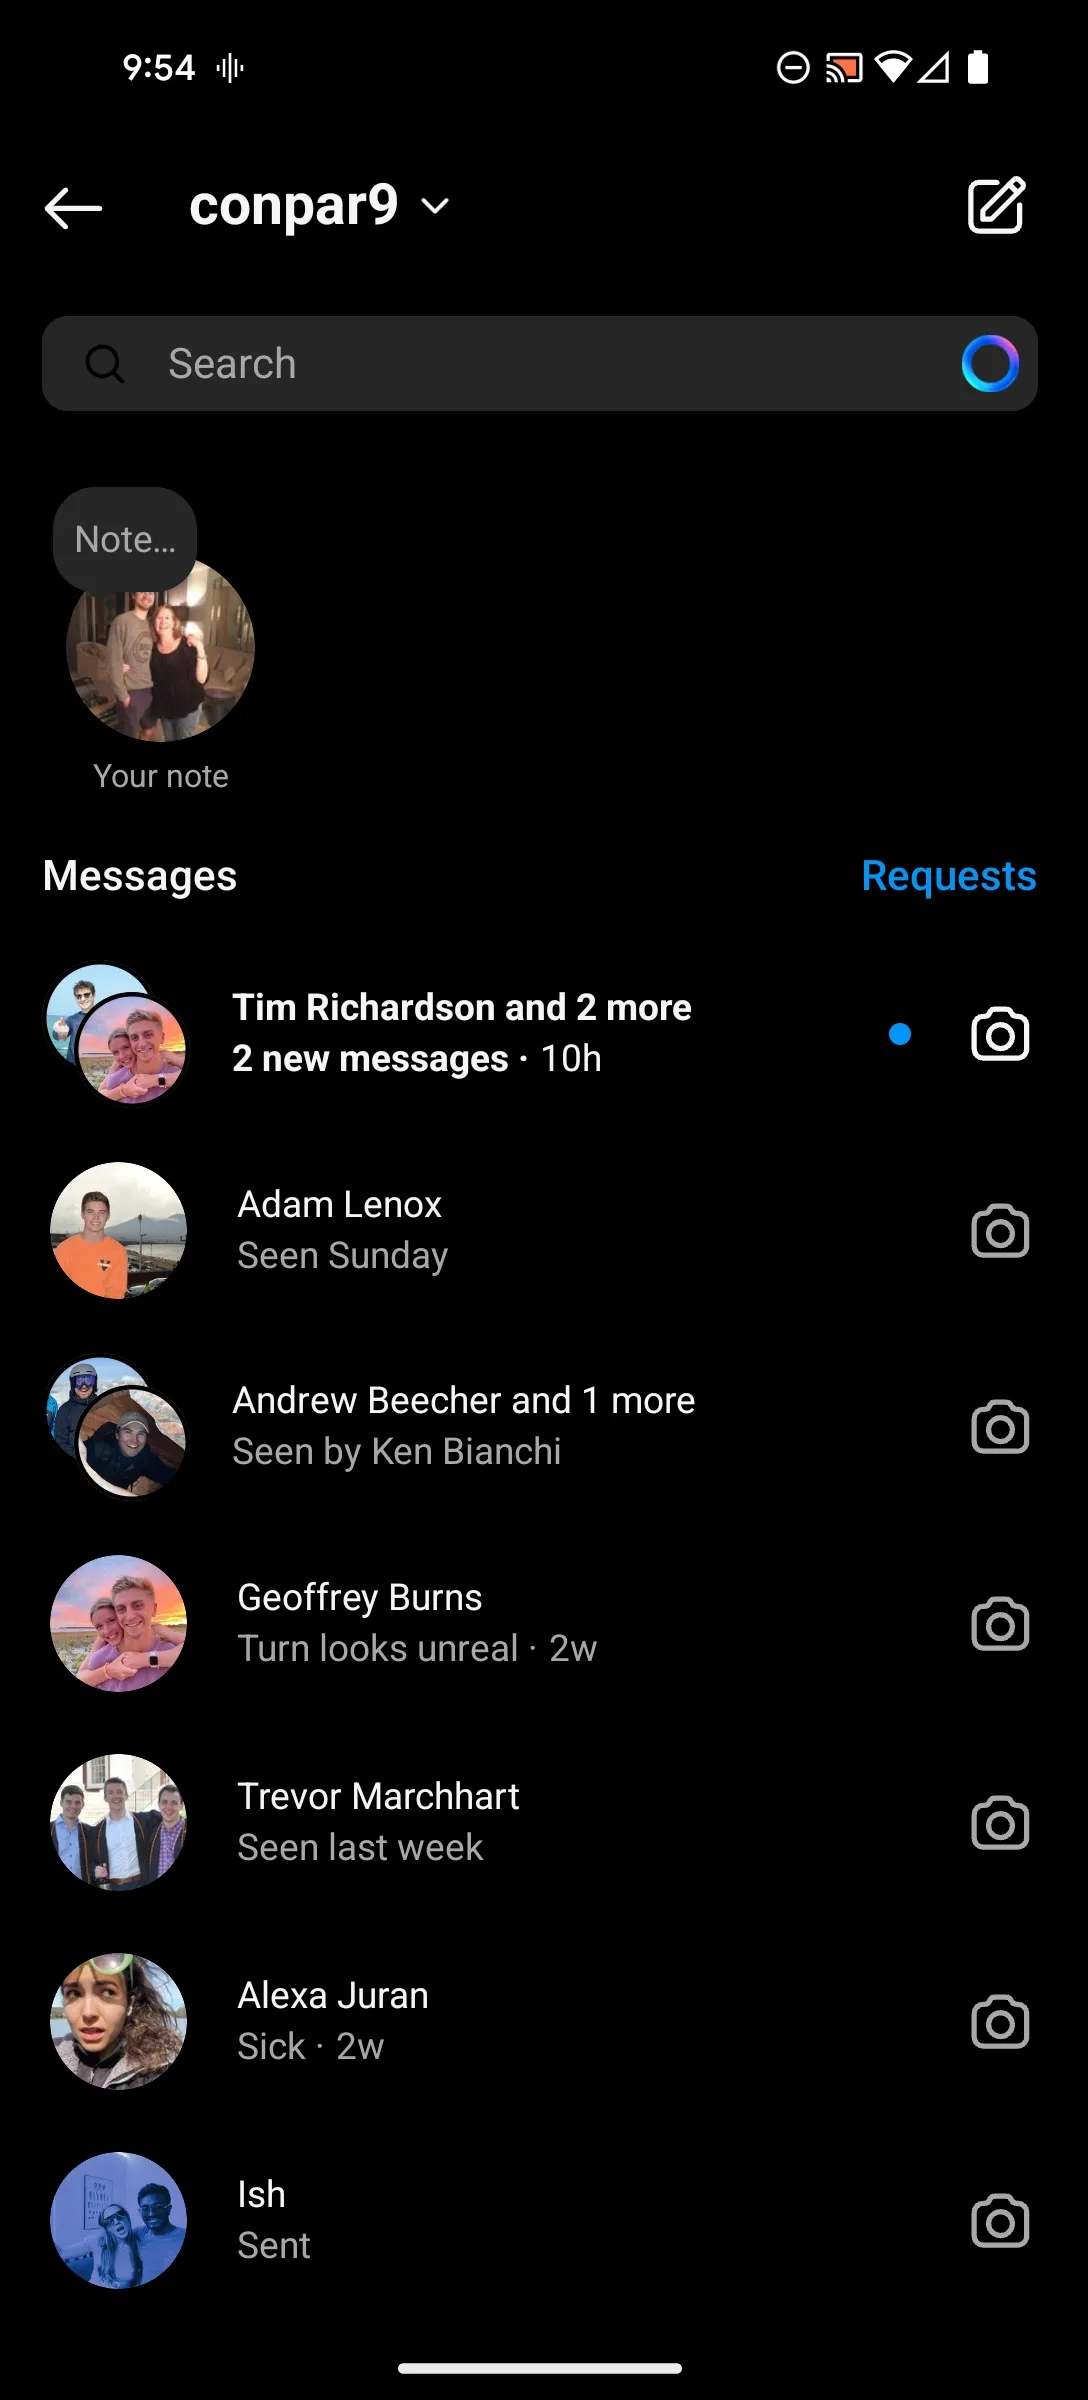 9:54
conpar9
Search
Note...
Your note
Messages
Requests
Tim Richardson and 2 more
2 new messages · 10h
Adam Lenox
Seen Sunday
Andrew Beecher and 1 more
Seen by Ken Bianchi
Geoffrey Burns
Turn looks unreal · 2w
Trevor Marchhart
Seen last week
Alexa Juran
Sick · 2w
Ish
Sent